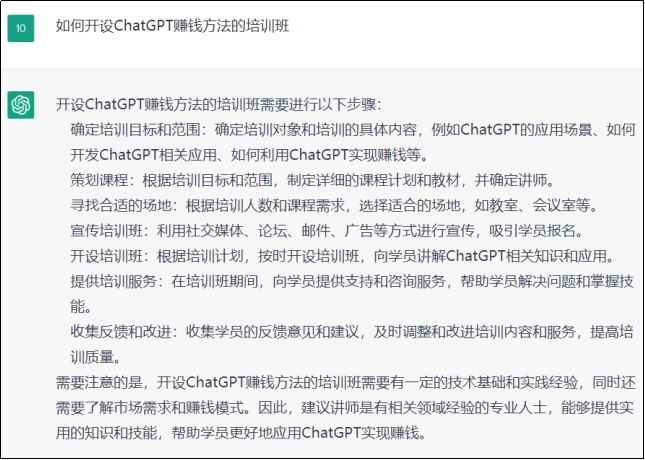 10
如何开设ChatGPT赚钱方法的培训班
开设ChatGPT赚钱方法的培训班需要进行以下步骤：
确定培训目标和范围：确定培训对象和培训的具体内容，例如ChatGPT的应用场景、如何
开发ChatGPT相关应用、如何利用ChatGPT实现赚钱等。
策划课程：根据培训目标和范围，制定详细的课程计划和教材，并确定讲师。
寻找合适的场地：根据培训人数和课程需求，选择适合的场地，如教室、会议室等。
宣传培训班：利用社交媒体、论坛、邮件、广告等方式进行宣传，吸引学员报名。
开设培训班：根据培训计划，按时开设培训班，向学员讲解ChatGPT相关知识和应用。
提供培训服务：在培训班期间，向学员提供支持和咨询服务，帮助学员解决问题和掌握技
能。
收集反馈和改进：收集学员的反馈意见和建议，及时调整和改进培训内容和服务，提高培
训质量。
需要注意的是，开设ChatGPT赚钱方法的培训班需要有一定的技术基础和实践经验，同时还
需要了解市场需求和赚钱模式。因此，建议讲师是有相关领域经验的专业人士，能够提供实
用的知识和技能，帮助学员更好地应用ChatGPT实现赚钱。